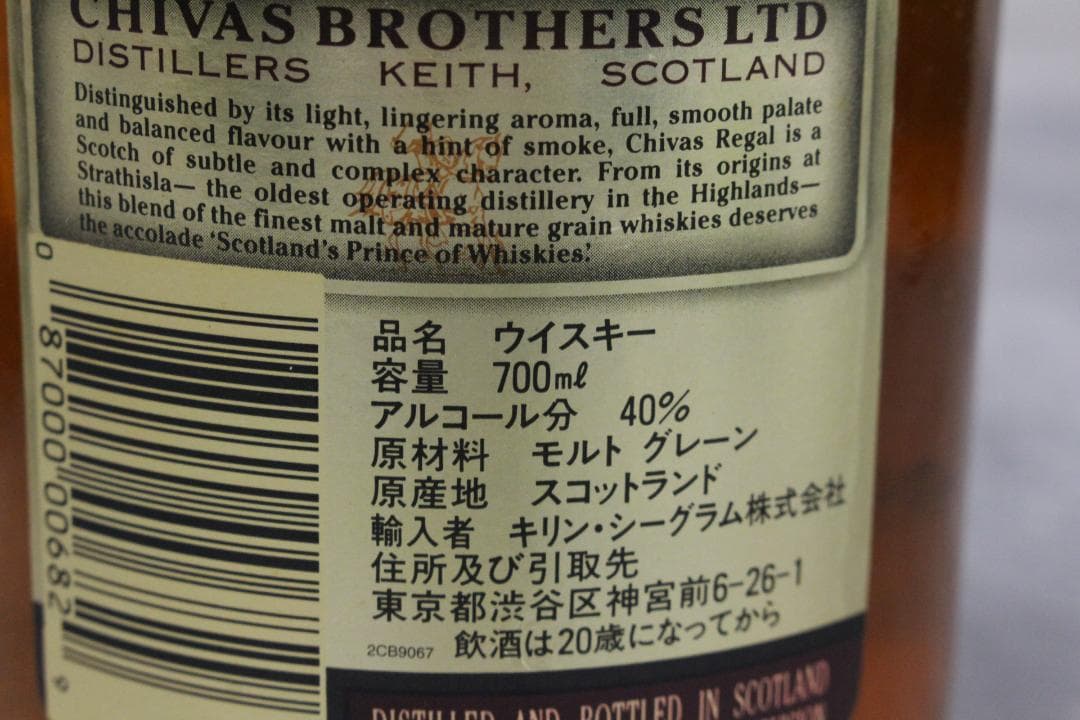 CHIVAS BROTHERS LTD
DISTILLERS KEITH, SCOTLAND
Distinguished by its light, lingering aroma, full, smooth palate
and balanced flavour with a hint of smoke, Chivas Regal is a
Scotch of subtle and complex character. From its origins at
Strathisla— the oldest operating distillery in the Highlands—
this blend of the finest malt and mature grain whiskies deserves
the accolade ‘Scotland’s Prince of Whiskies.’
0 87000 00682 9
品名 ウイスキー
容量 700mℓ
アルコール分 40%
原材料 モルト グレーン
原産地 スコットランド
輸入者 キリン・シーグラム株式会社
住所及び引取先
東京都渋谷区神宮前6-26-1
2CB9067 飲酒は20歳になってから
DISTILLED AND BOTTLED IN SCOTLAND